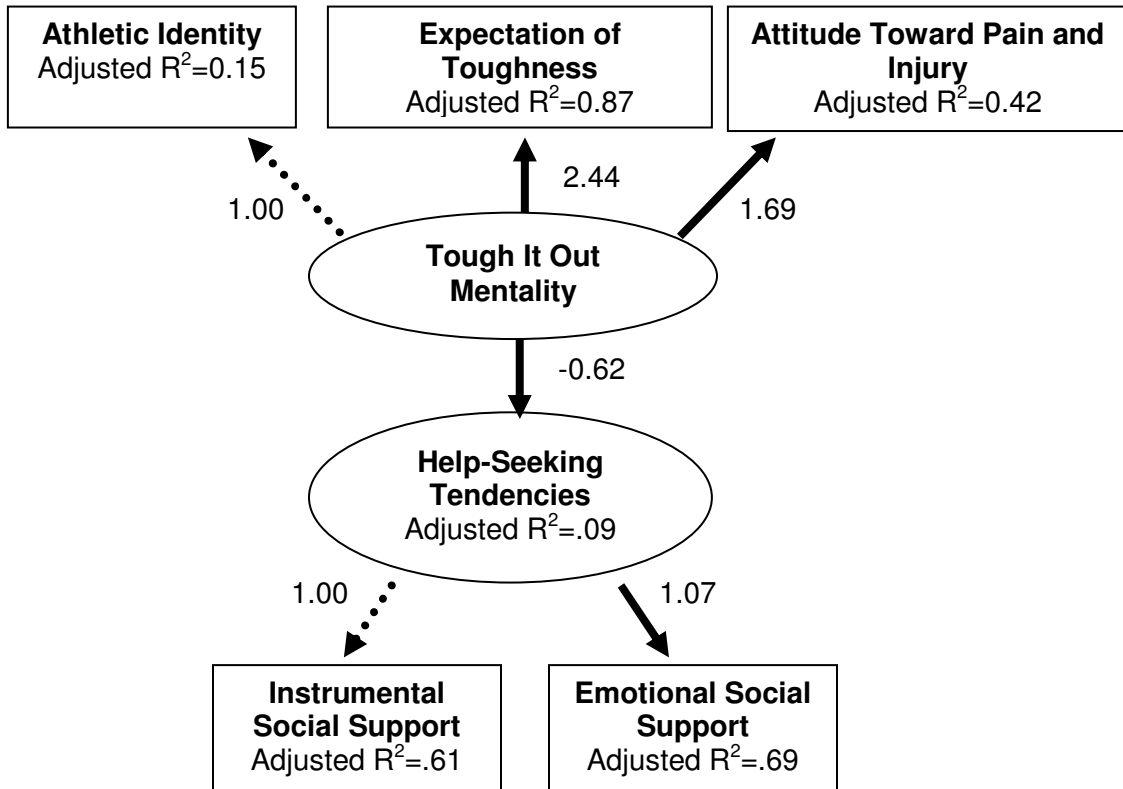 Athletic Identity
Adjusted R²=0.15
Expectation of
Toughness
Adjusted R²=0.87
Attitude Toward Pain and
Injury
Adjusted R²=0.42
1.00
2.44
1.69
Tough It Out
Mentality
-0.62
Help-Seeking
Tendencies
Adjusted R²=.09
1.00
1.07
Instrumental
Social Support
Adjusted R²=.61
Emotional Social
Support
Adjusted R²=.69